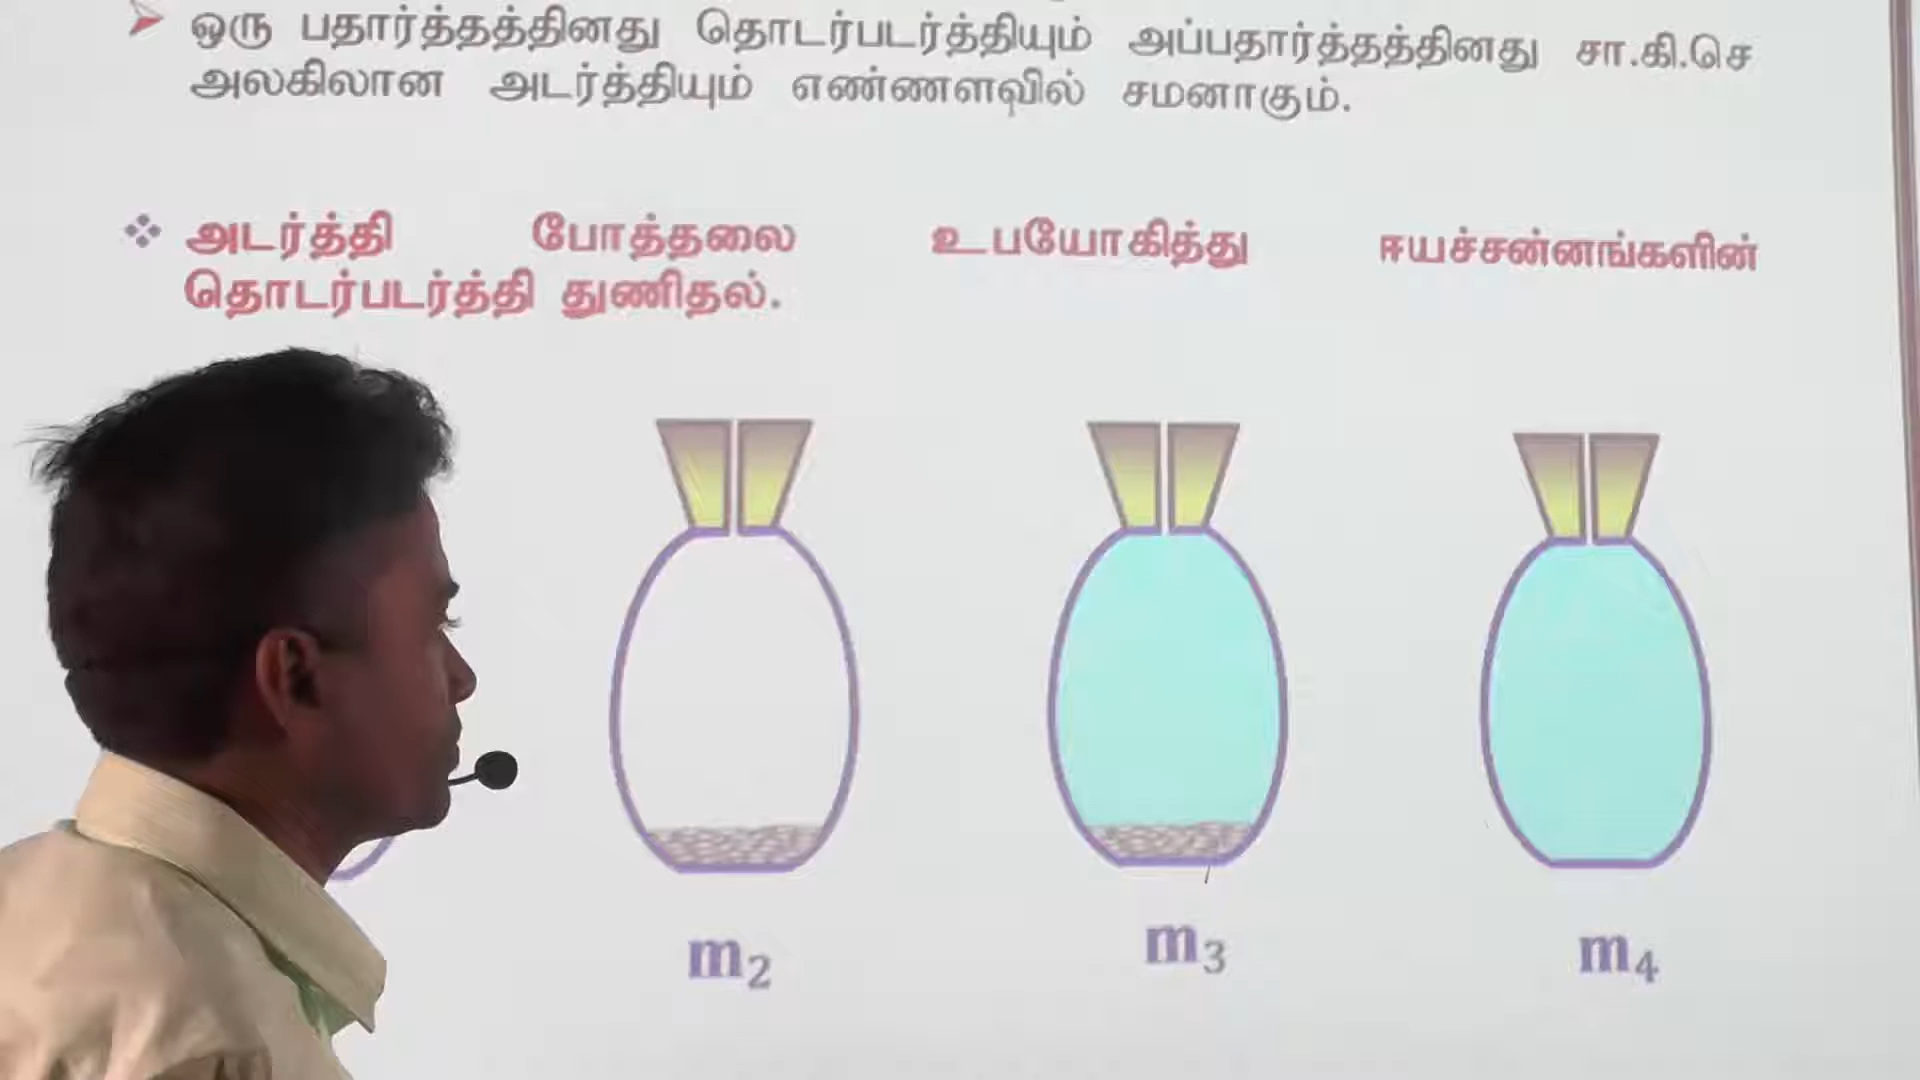 ஒரு பதார்த்தத்தினது தொடர்படர்த்தியும் அப்பதார்த்தத்தினது சா.கி.செ
அலகிலான அடர்த்தியும் எண்ணளவில் சமனாகும்.
அடர்த்தி போத்தலை உபயோகித்து ஈயச்சன்னங்களின்
தொடர்படர்த்தி துணிதல்.
m₂ m₃ m₄